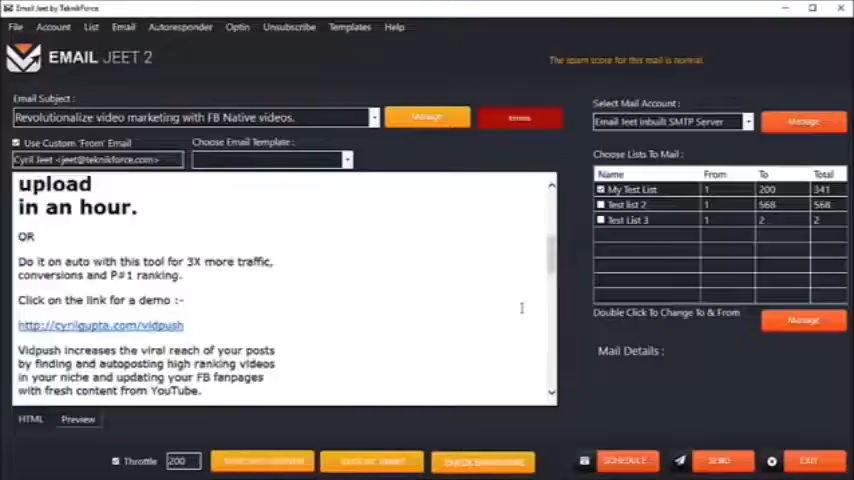 Email Jeet by TeknikForce
File Account List Email Autoresponder Optin Unsubscribe Templates Help
EMAIL JEET 2
The spam score for this mail is normal.
Email Subject :
Revolutionalize video marketing with FB Native videos.
Manage
Select Mail Account:
Email Jeet Inbuilt SMTP Server
Manage
Use Custom 'From' Email
Choose Email Template :
Cyril Jeet <jeet@teknikforce.com>
Choose Lists To Mail :
Name From To Total
My Test List 1 200 341
Test list 2 1 568 568
Test List 3 1 2 2
upload
in an hour.
OR
Do it on auto with this tool for 3X more traffic,
conversions and P#1 ranking.
Click on the link for a demo :-
http://cyrilgupta.com/vidpush
Vidpush increases the viral reach of your posts
by finding and autoposting high ranking videos
in your niche and updating your FB fanpages
with fresh content from YouTube.
Double Click To Change To & From
Manage
Mail Details :
HTML Preview
Throttle 200
SCHEDULE
SEND
EXIT